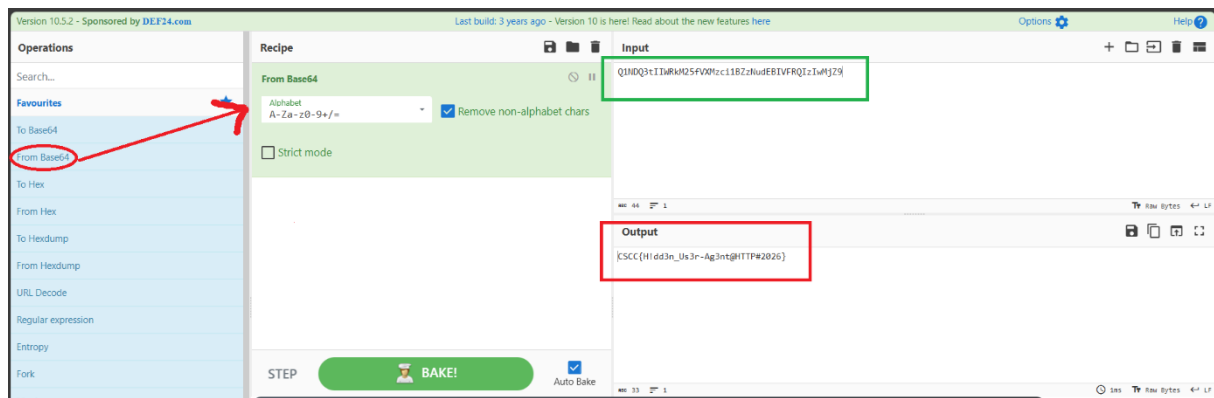 Version 10.5.2 - Sponsored by DEF24.com
Last build: 3 years ago - Version 10 is here! Read about the new features here
Options
Help
Operations
Recipe
Input
Search...
From Base64
Q1NDQ3tIIWRkM25fVXMzci1BZzNudEBIVFRQIzIwMjZ9
Favourites
Alphabet
A-Za-z0-9+/=
Remove non-alphabet chars
To Base64
From Base64
Strict mode
To Hex
From Hex
44 1
Raw Bytes LF
To Hexdump
Output
From Hexdump
CSCC{H!dd3n_Us3r-Ag3nt@HTTP#2026}
URL Decode
Regular expression
Entropy
Fork
STEP
BAKE!
Auto Bake
33 1
1ms Raw Bytes LF